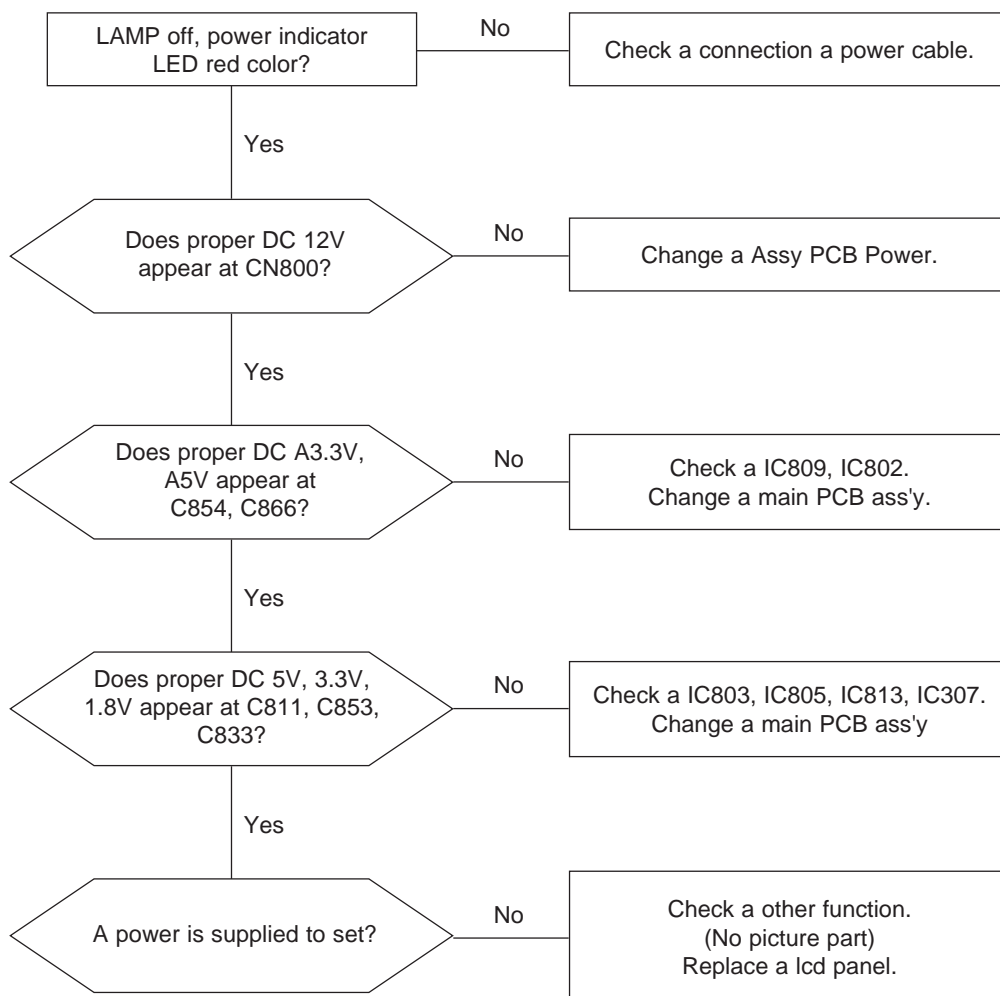 LAMP off, power indicator
LED red color?
No
Check a connection a power cable.
Yes
Does proper DC 12V
appear at CN800?
No
Change a Assy PCB Power.
Yes
Does proper DC A3.3V,
A5V appear at
C854, C866?
No
Check a IC809, IC802.
Change a main PCB ass'y.
Yes
Does proper DC 5V, 3.3V,
1.8V appear at C811, C853,
C833?
No
Check a IC803, IC805, IC813, IC307.
Change a main PCB ass'y
Yes
A power is supplied to set?
No
Check a other function.
(No picture part)
Replace a lcd panel.